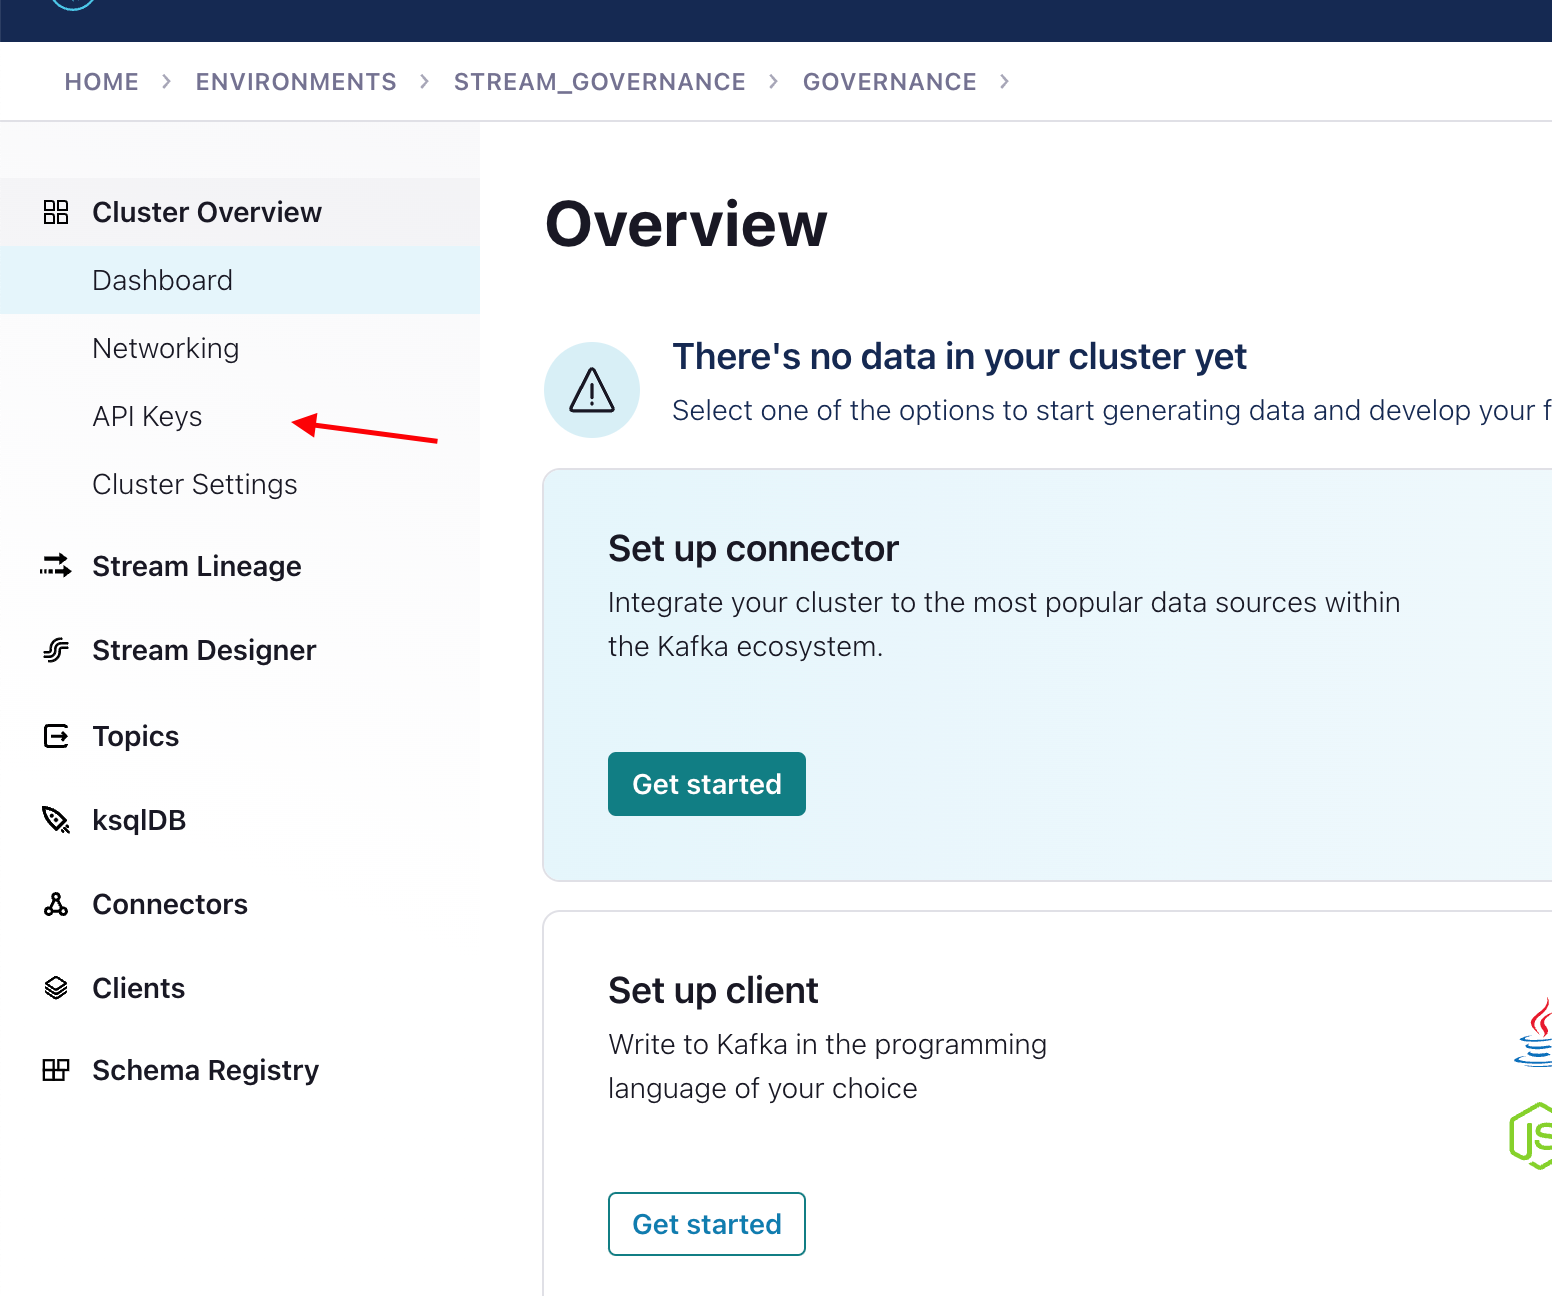 HOME > ENVIRONMENTS > STREAM_GOVERNANCE > GOVERNANCE >
Cluster Overview
Dashboard
Networking
API Keys
Cluster Settings
Stream Lineage
Stream Designer
Topics
ksqlDB
Connectors
Clients
Schema Registry
Overview
There's no data in your cluster yet
Select one of the options to start generating data and develop your
Set up connector
Integrate your cluster to the most popular data sources within
the Kafka ecosystem.
Get started
Set up client
Write to Kafka in the programming
language of your choice
JS
Get started